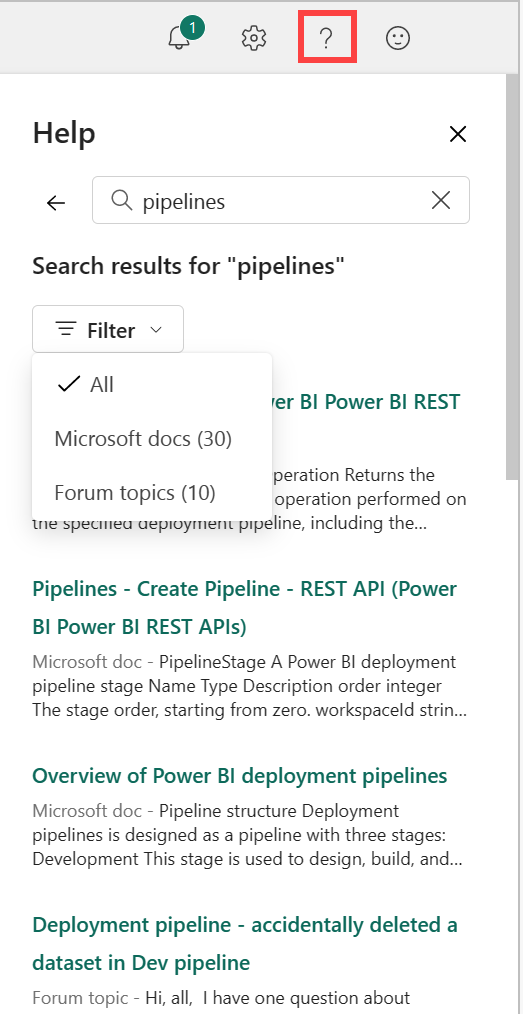 1
Help
pipelines
Search results for "pipelines"
Filter
All
Microsoft docs (30)
Forum topics (10)
er BI Power BI REST
peration Returns the
operation performed on
the specified deployment pipeline, including the...
Pipelines - Create Pipeline - REST API (Power
BI Power BI REST APIs)
Microsoft doc - PipelineStage A Power BI deployment
pipeline stage Name Type Description order integer
The stage order, starting from zero. workspaceId strin...
Overview of Power BI deployment pipelines
Microsoft doc - Pipeline structure Deployment
pipelines is designed as a pipeline with three stages:
Development This stage is used to design, build, and...
Deployment pipeline - accidentally deleted a
dataset in Dev pipeline
Forum topic - Hi, all,  I have one question about